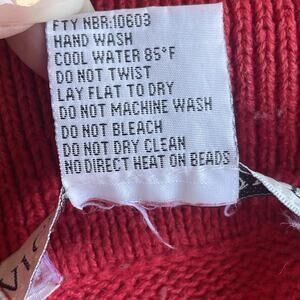 FTY NBR:10603
HAND WASH
COOL WATER 85°F
DO NOT TWIST
LAY FLAT TO DRY
DO NOT MACHINE WASH
DO NOT BLEACH
DO NOT DRY CLEAN
NO DIRECT HEAT ON BEADS